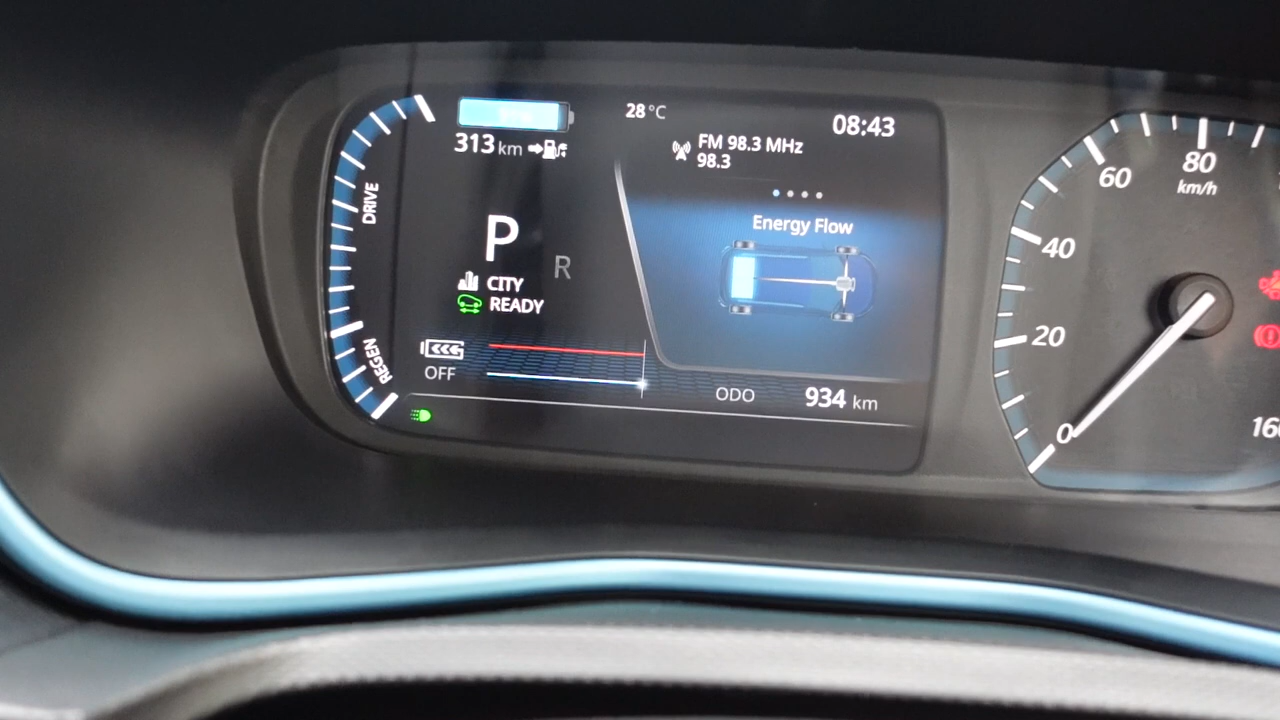 28°C
08:43
313 km
FM 98.3 MHz
98.3
DRIVE
P
R
CITY
READY
Energy Flow
REGEN
OFF
ODO 934 km
0
20
40
60
80
km/h
160